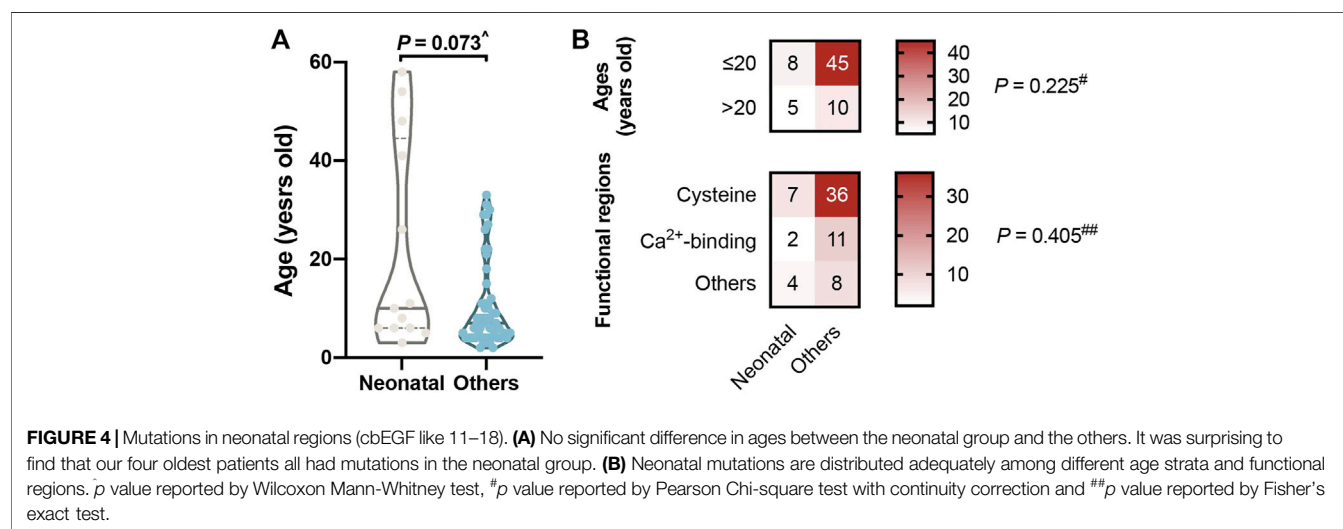 A
P = 0.073^
Age (yesrs old)
60
40
20
0
Neonatal Others
B
Ages
(years old)
≤20 8 45
>20 5 10
40
30
20
10
P = 0.225#
Functional regions
Cysteine 7 36
Ca2+-binding 2 11
Others 4 8
30
20
10
P = 0.405##
Neonatal
Others
FIGURE 4 | Mutations in neonatal regions (cbEGF like 11–18). (A) No significant difference in ages between the neonatal group and the others. It was surprising to
find that our four oldest patients all had mutations in the neonatal group. (B) Neonatal mutations are distributed adequately among different age strata and functional
regions. ^p value reported by Wilcoxon Mann-Whitney test, #p value reported by Pearson Chi-square test with continuity correction and ##p value reported by Fisher's
exact test.